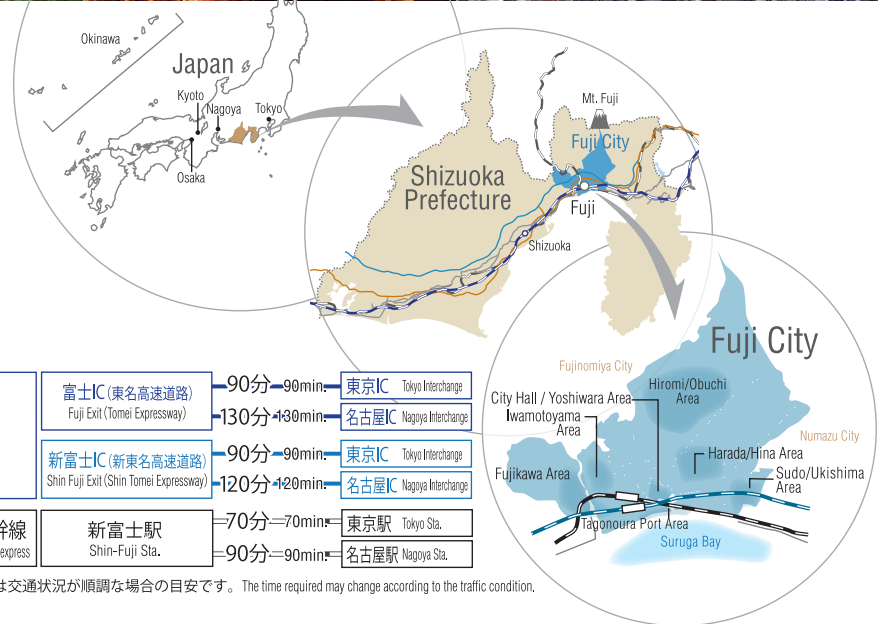 Okinawa
Japan
Kyoto
Nagoya
Tokyo
Osaka
Mt. Fuji
Fuji City
Shizuoka
Prefecture
Fuji
Shizuoka
Fuji City
Fujinomiya City
Hiromi/Obuchi
Area
City Hall / Yoshiwara Area
Iwamotoyama
Area
Numazu City
Harada/Hina Area
Fujikawa Area
Sudo/Ukishima
Area
Tagonoura Port Area
Suruga Bay
富士IC(東名高速道路)
Fuji Exit (Tomei Expressway)
90分 90min. 東京IC Tokyo Interchange
130分 130min. 名古屋IC Nagoya Interchange
新富士IC(新東名高速道路)
Shin Fuji Exit (Shin Tomei Expressway)
90分 90min. 東京IC Tokyo Interchange
120分 120min. 名古屋IC Nagoya Interchange
幹線
express
新富士駅
Shin-Fuji Sta.
70分 70min. 東京駅 Tokyo Sta.
90分 90min. 名古屋駅 Nagoya Sta.
は交通状況が順調な場合の目安です。 The time required may change according to the traffic condition.